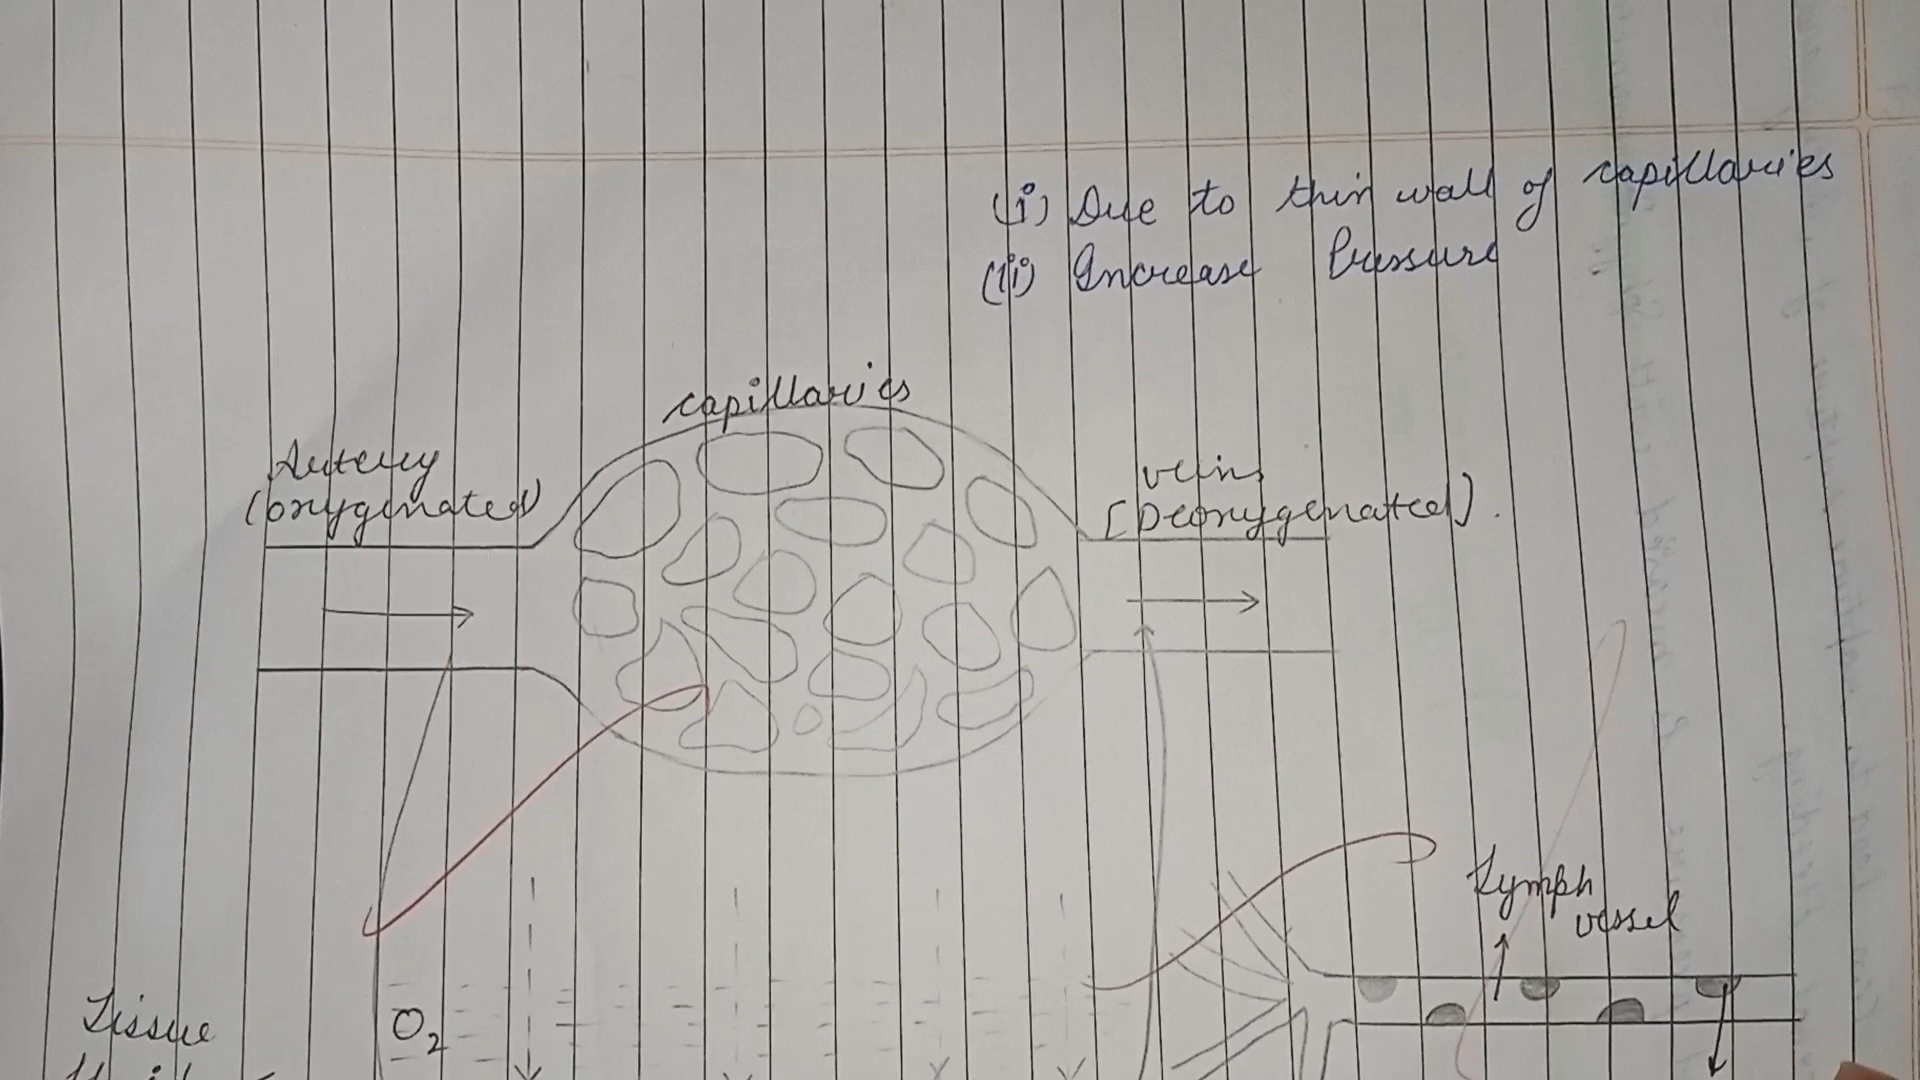 (i) Due to thin wall of capillaries
(ii) Increase Pressure
capillaries
Artery
(oxygenated)
veins
[Deoxygenated].
Lymph
vessel
Tissue
O2